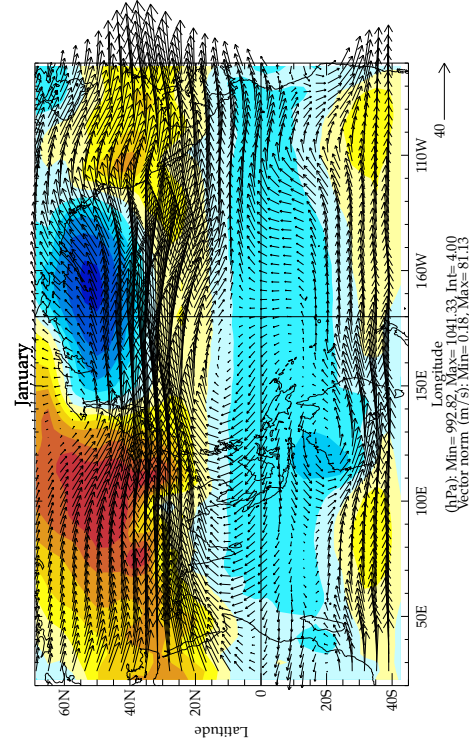 January
40
110W
160W
150E
100E
50E
Longitude
60N
40N
20N
0
20S
40S
Latitude
(hPa): Min= 992.82, Max= 1041.33, Int= 4.00
Vector norm (m / s), Min= 0.18, Max= 81.13